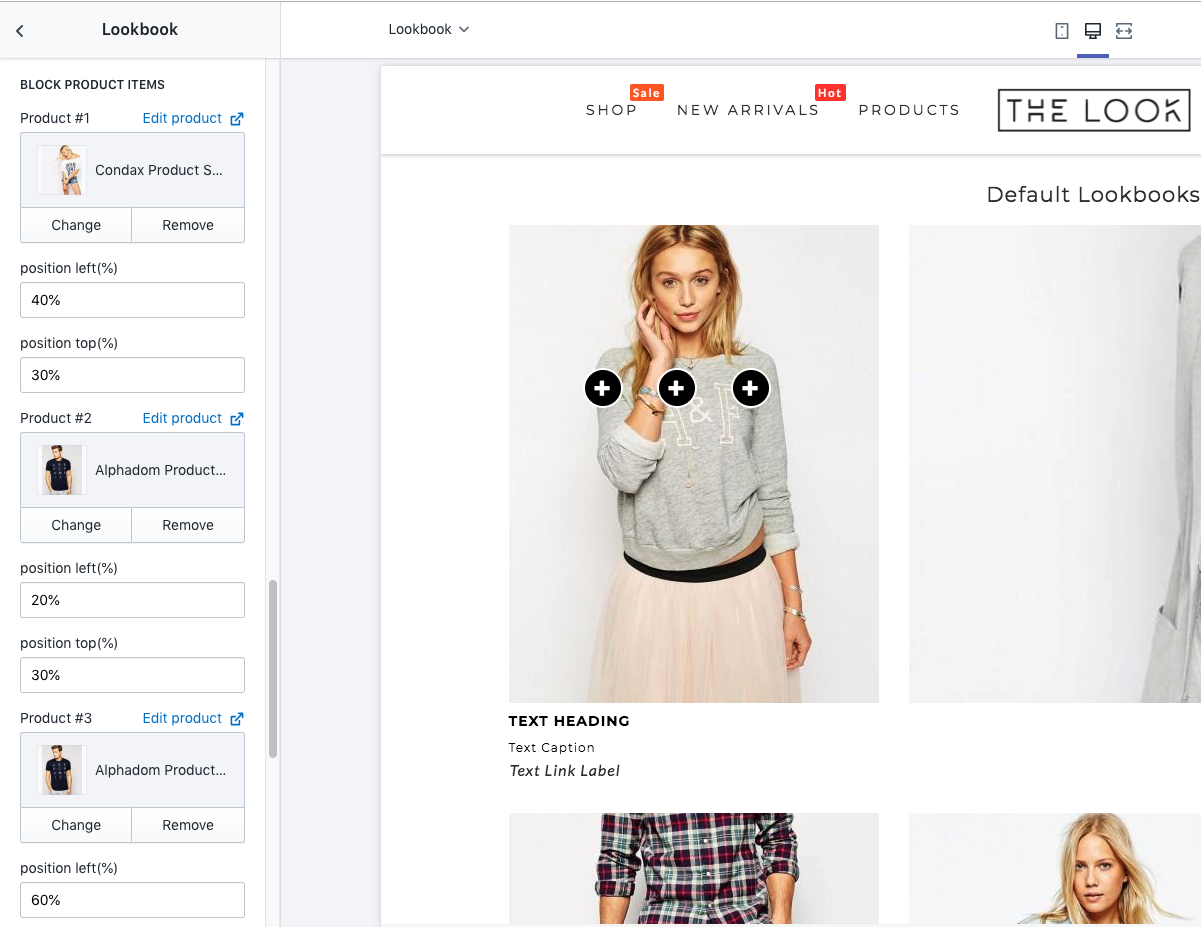 Lookbook
Lookbook
BLOCK PRODUCT ITEMS
Product #1 Edit product
Condax Product S...
Change Remove
position left(%)
40%
position top(%)
30%
Product #2 Edit product
Alphadom Product...
Change Remove
position left(%)
20%
position top(%)
30%
Product #3 Edit product
Alphadom Product...
Change Remove
position left(%)
60%
Sale Hot
SHOP NEW ARRIVALS PRODUCTS THE LOOK
Default Lookbooks
A&F
TEXT HEADING
Text Caption
Text Link Label